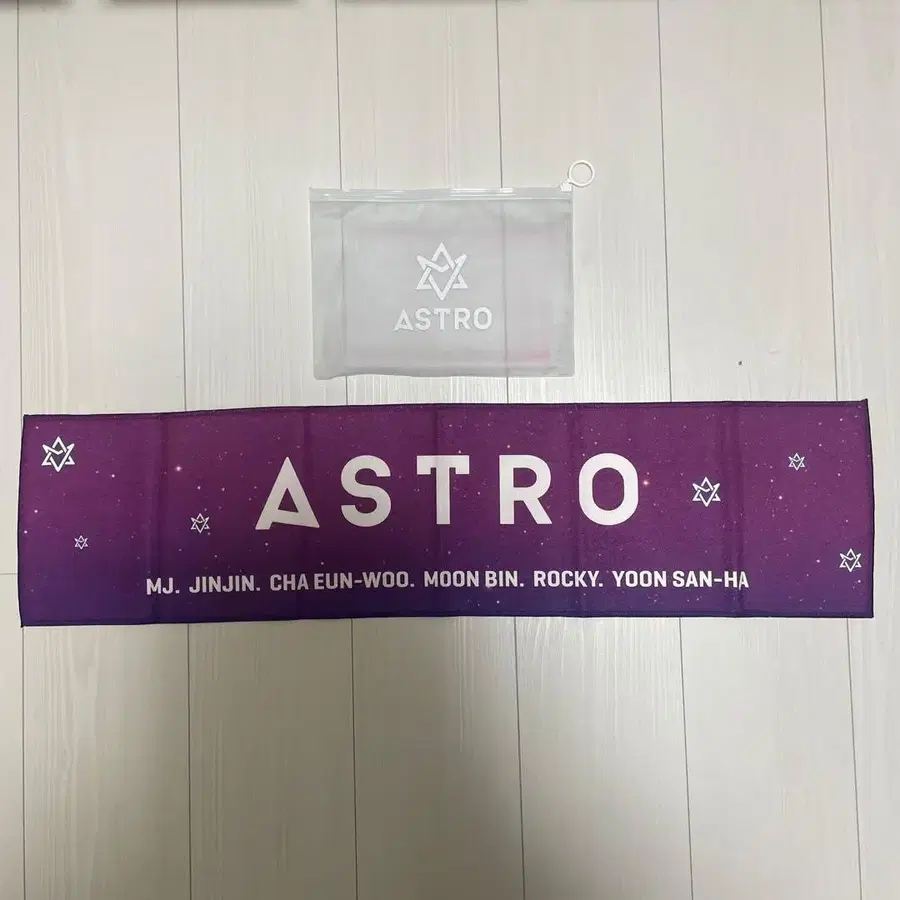 ASTRO
ASTRO
MJ. JINJIN. CHA EUN-WOO. MOON BIN. ROCKY. YOON SAN-HA